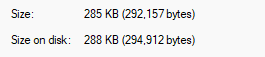 Size: 285 KB (292,157 bytes)
Size on disk: 288 KB (294,912 bytes)